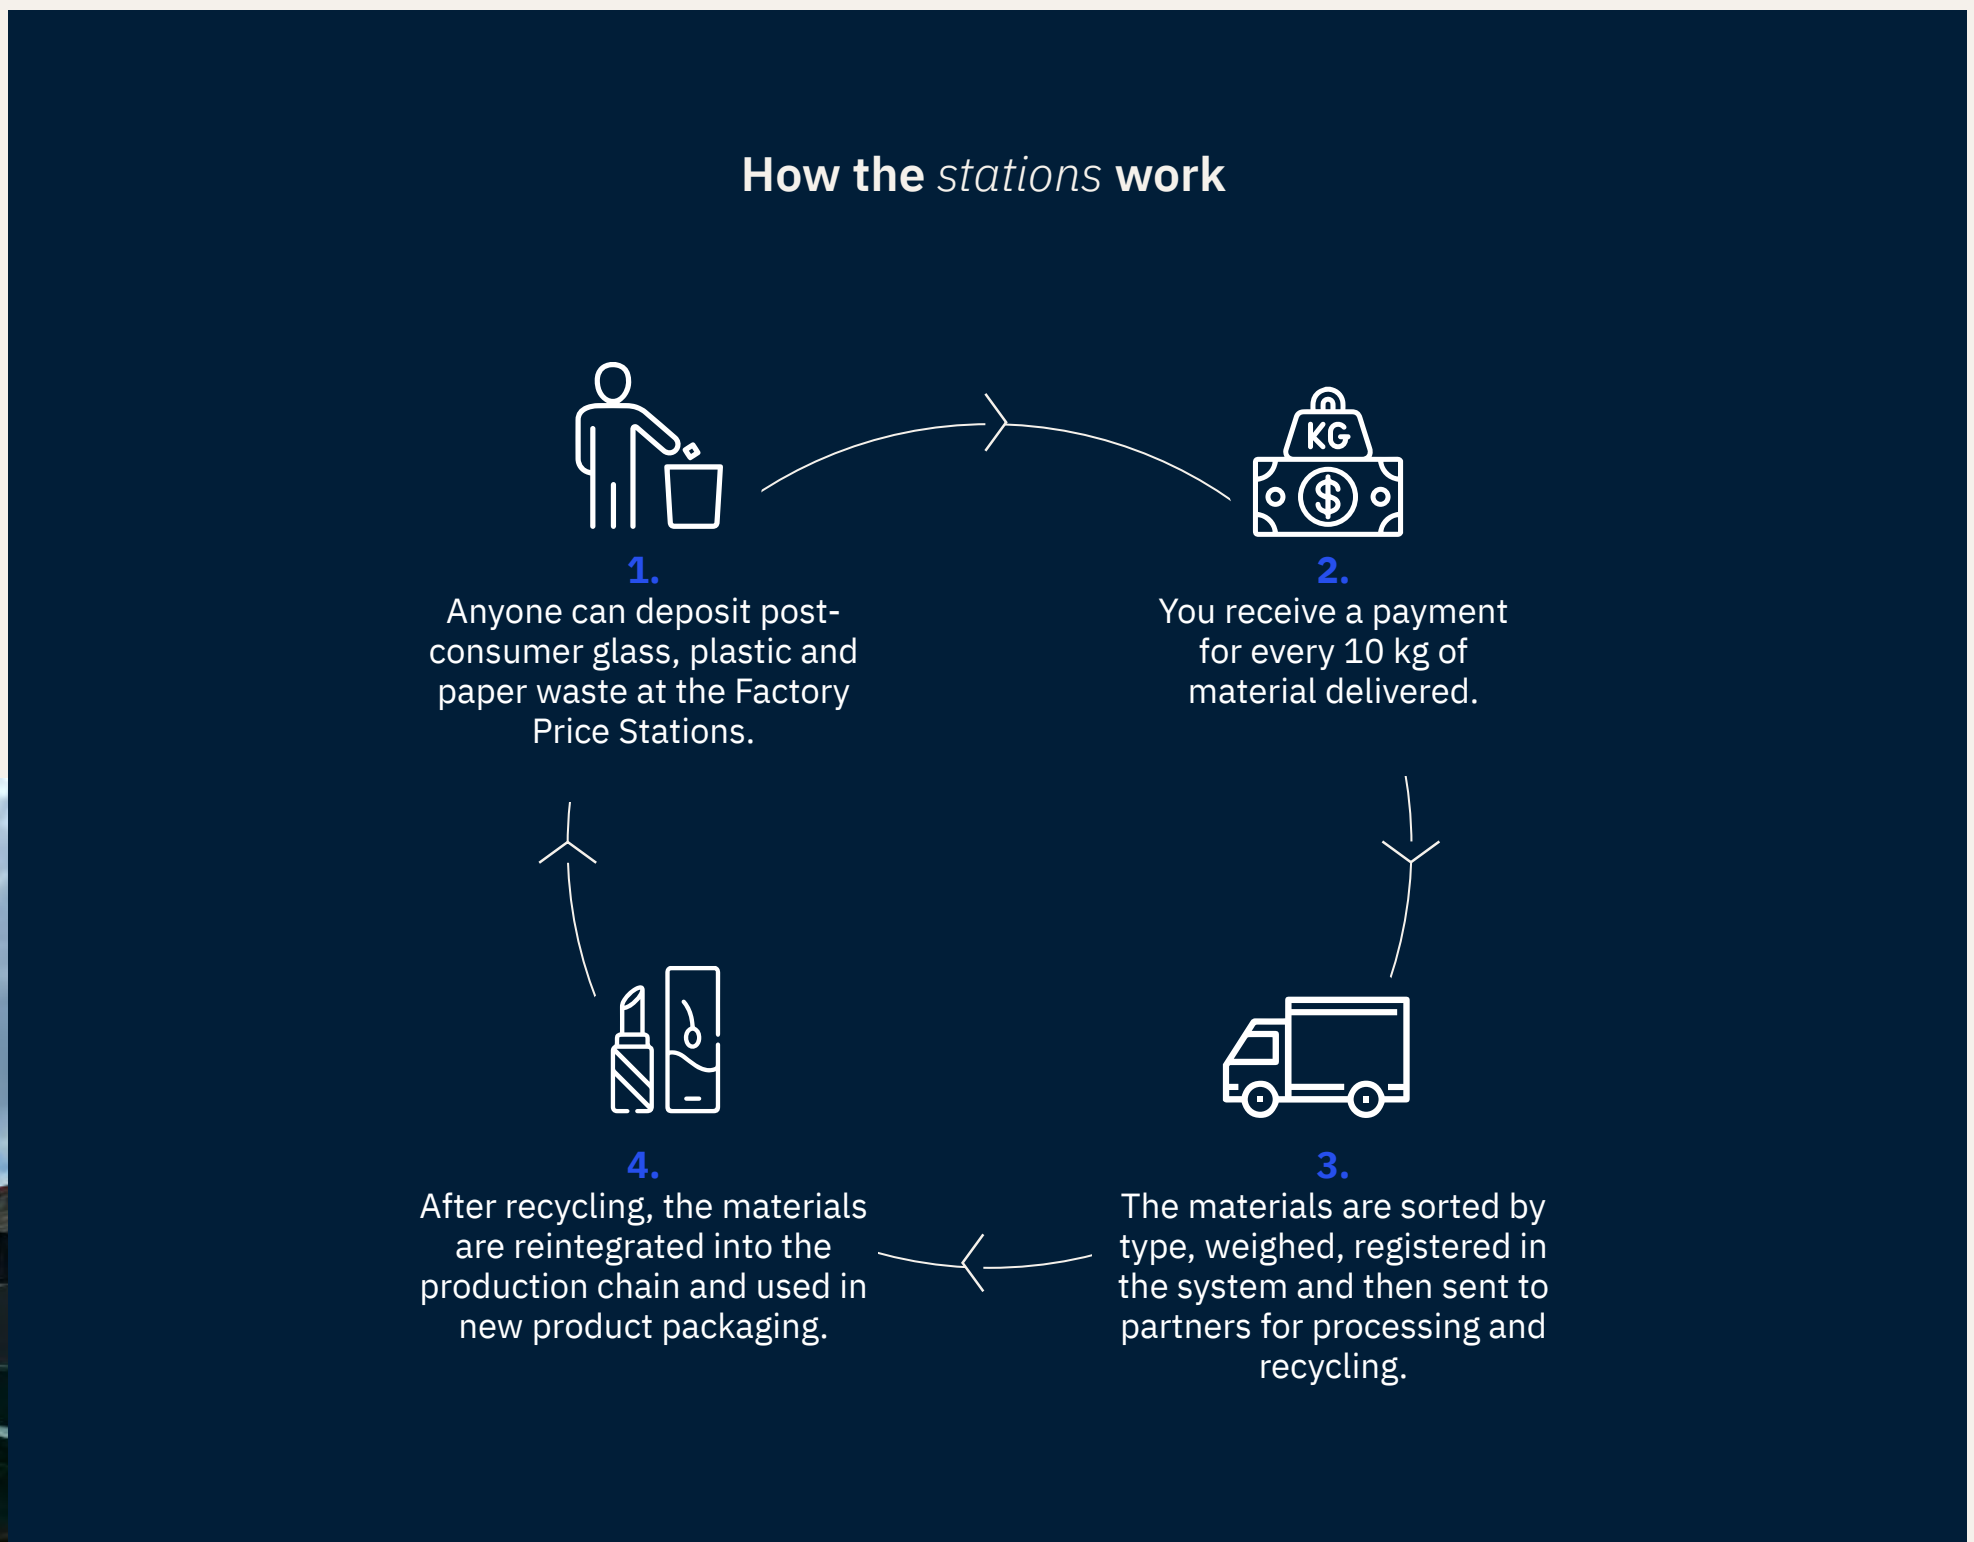 How the stations work
KG
$
1.
Anyone can deposit post-
consumer glass, plastic and
paper waste at the Factory
Price Stations.
2.
You receive a payment
for every 10 kg of
material delivered.
3.
The materials are sorted by
type, weighed, registered in
the system and then sent to
partners for processing and
recycling.
4.
After recycling, the materials
are reintegrated into the
production chain and used in
new product packaging.